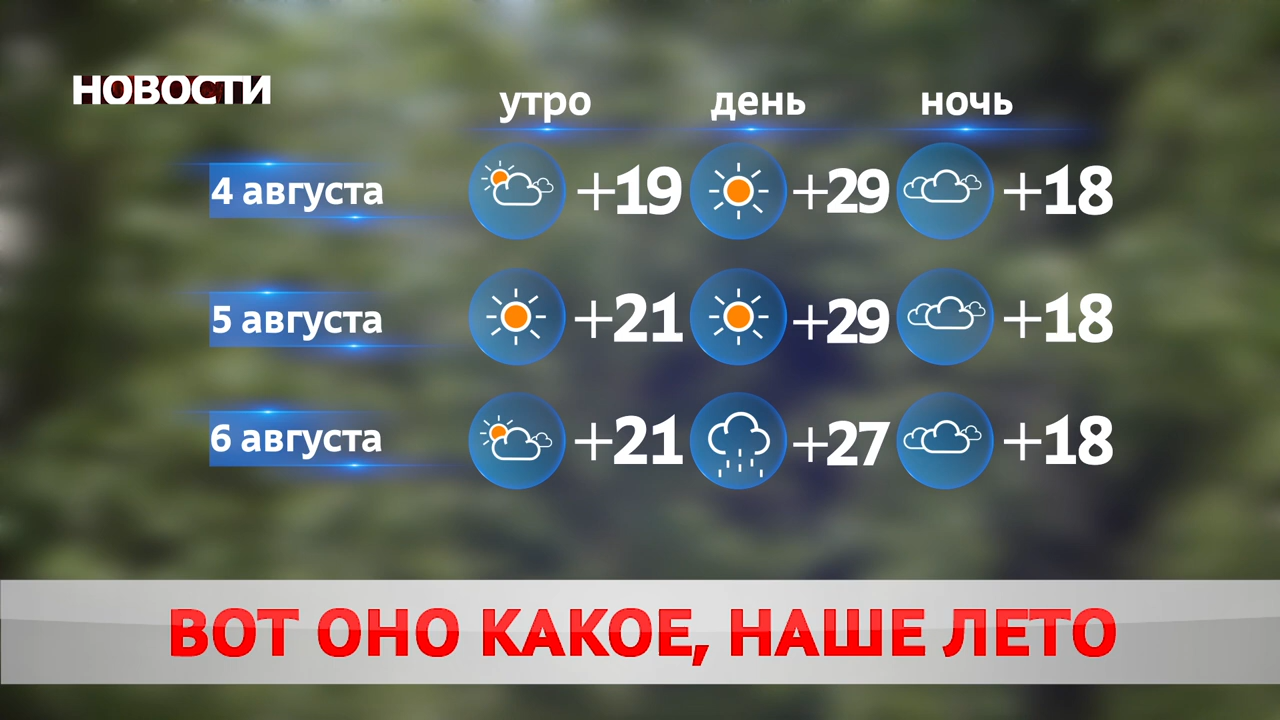 НОВОСТИ
утро день ночь
4 августа +19 +29 +18
5 августа +21 +29 +18
6 августа +21 +27 +18
ВОТ ОНО КАКОЕ, НАШЕ ЛЕТО